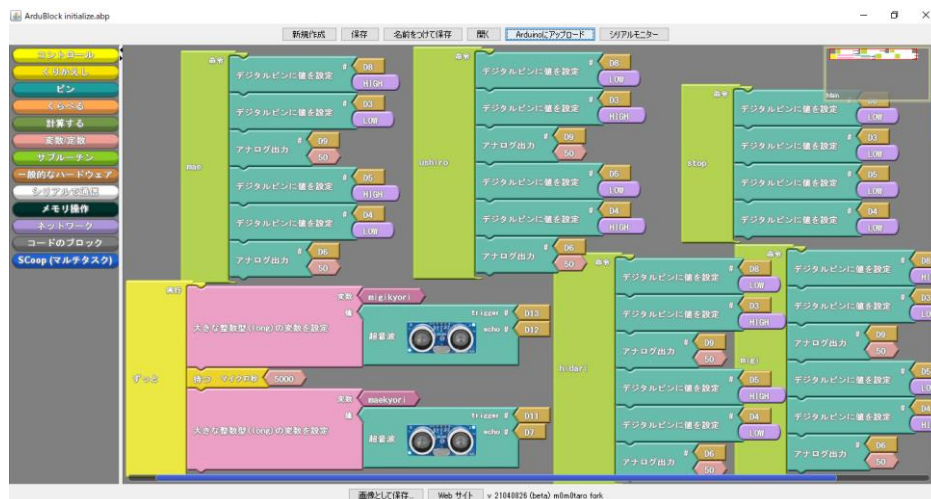 ArduBlock initialize.abp
新規作成
保存
名前をつけて保存
開く
Arduinoにアップロード
シリアルモニター
コントロール
くりかえし
ピン
くらべる
計算する
変数/定数
サブルーチン
一般的なハードウェア
シリアルで通信
メモリ操作
ネットワーク
コードのブロック
SCoop (マルチタスク)
mae
命令
デジタルピンに値を設定 # D8
HIGH
デジタルピンに値を設定 # D3
LOW
アナログ出力 # D9
50
デジタルピンに値を設定 # D5
HIGH
デジタルピンに値を設定 # D4
LOW
アナログ出力 # D6
50
ushiro
命令
デジタルピンに値を設定 # D8
LOW
デジタルピンに値を設定 # D3
HIGH
アナログ出力 # D9
50
デジタルピンに値を設定 # D5
LOW
デジタルピンに値を設定 # D4
HIGH
アナログ出力 # D6
50
Main
stop
命令
デジタルピンに値を設定
LOW
デジタルピンに値を設定 # D3
LOW
デジタルピンに値を設定 # D5
LOW
デジタルピンに値を設定 # D4
LOW
ずっと
実行
大きな整数型(long)の変数を設定
変数 migikyori
値 超音波
trigger # D13
echo # D12
待つ マイクロ秒 5000
大きな整数型(long)の変数を設定
変数 maekyori
値 超音波
trigger # D11
echo # D7
hidari
命令
デジタルピンに値を設定 # D8
LOW
デジタルピンに値を設定 # D3
HIGH
アナログ出力 # D9
50
デジタルピンに値を設定 # D5
HIGH
デジタルピンに値を設定 # D4
LOW
アナログ出力 # D6
50
migi
命令
デジタルピンに値を設定 # D8
デジタルピンに値を設定 # D3
アナログ出力 # D9
50
デジタルピンに値を設定 # D5
デジタルピンに値を設定 # D4
アナログ出力 # D6
50
画像として保存...
Web サイト
v 21040826 (beta) m0m0taro fork